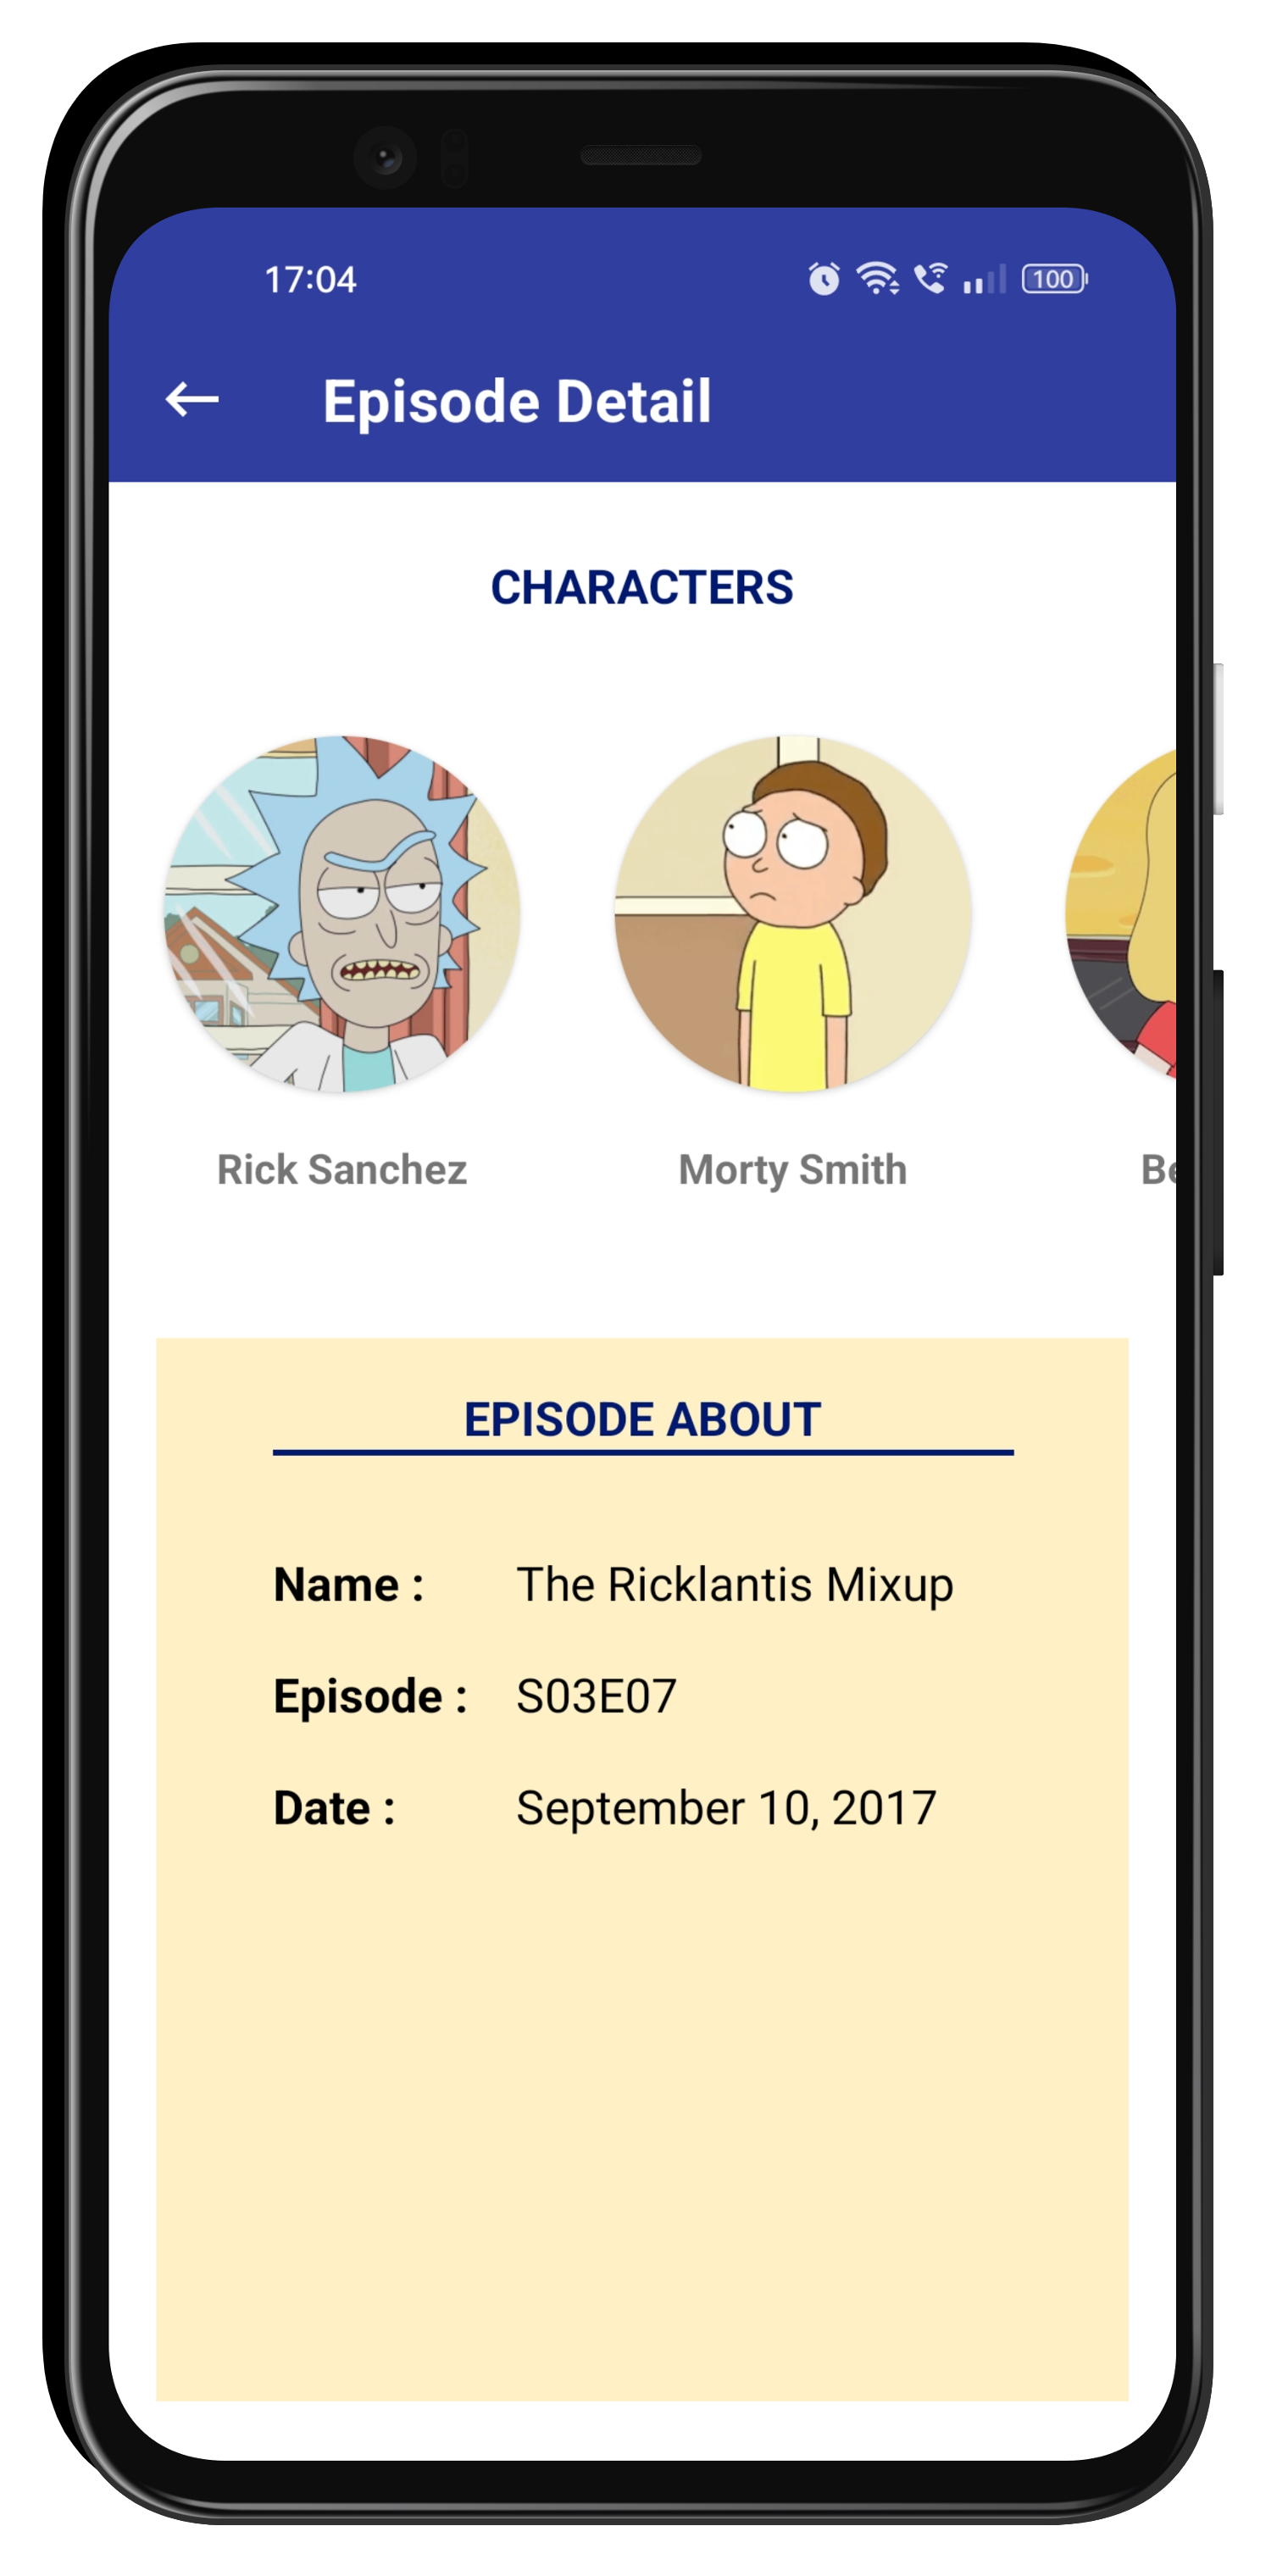 17:04
100
Episode Detail
CHARACTERS
Rick Sanchez
Morty Smith
EPISODE ABOUT
Name : The Ricklantis Mixup
Episode : S03E07
Date : September 10, 2017